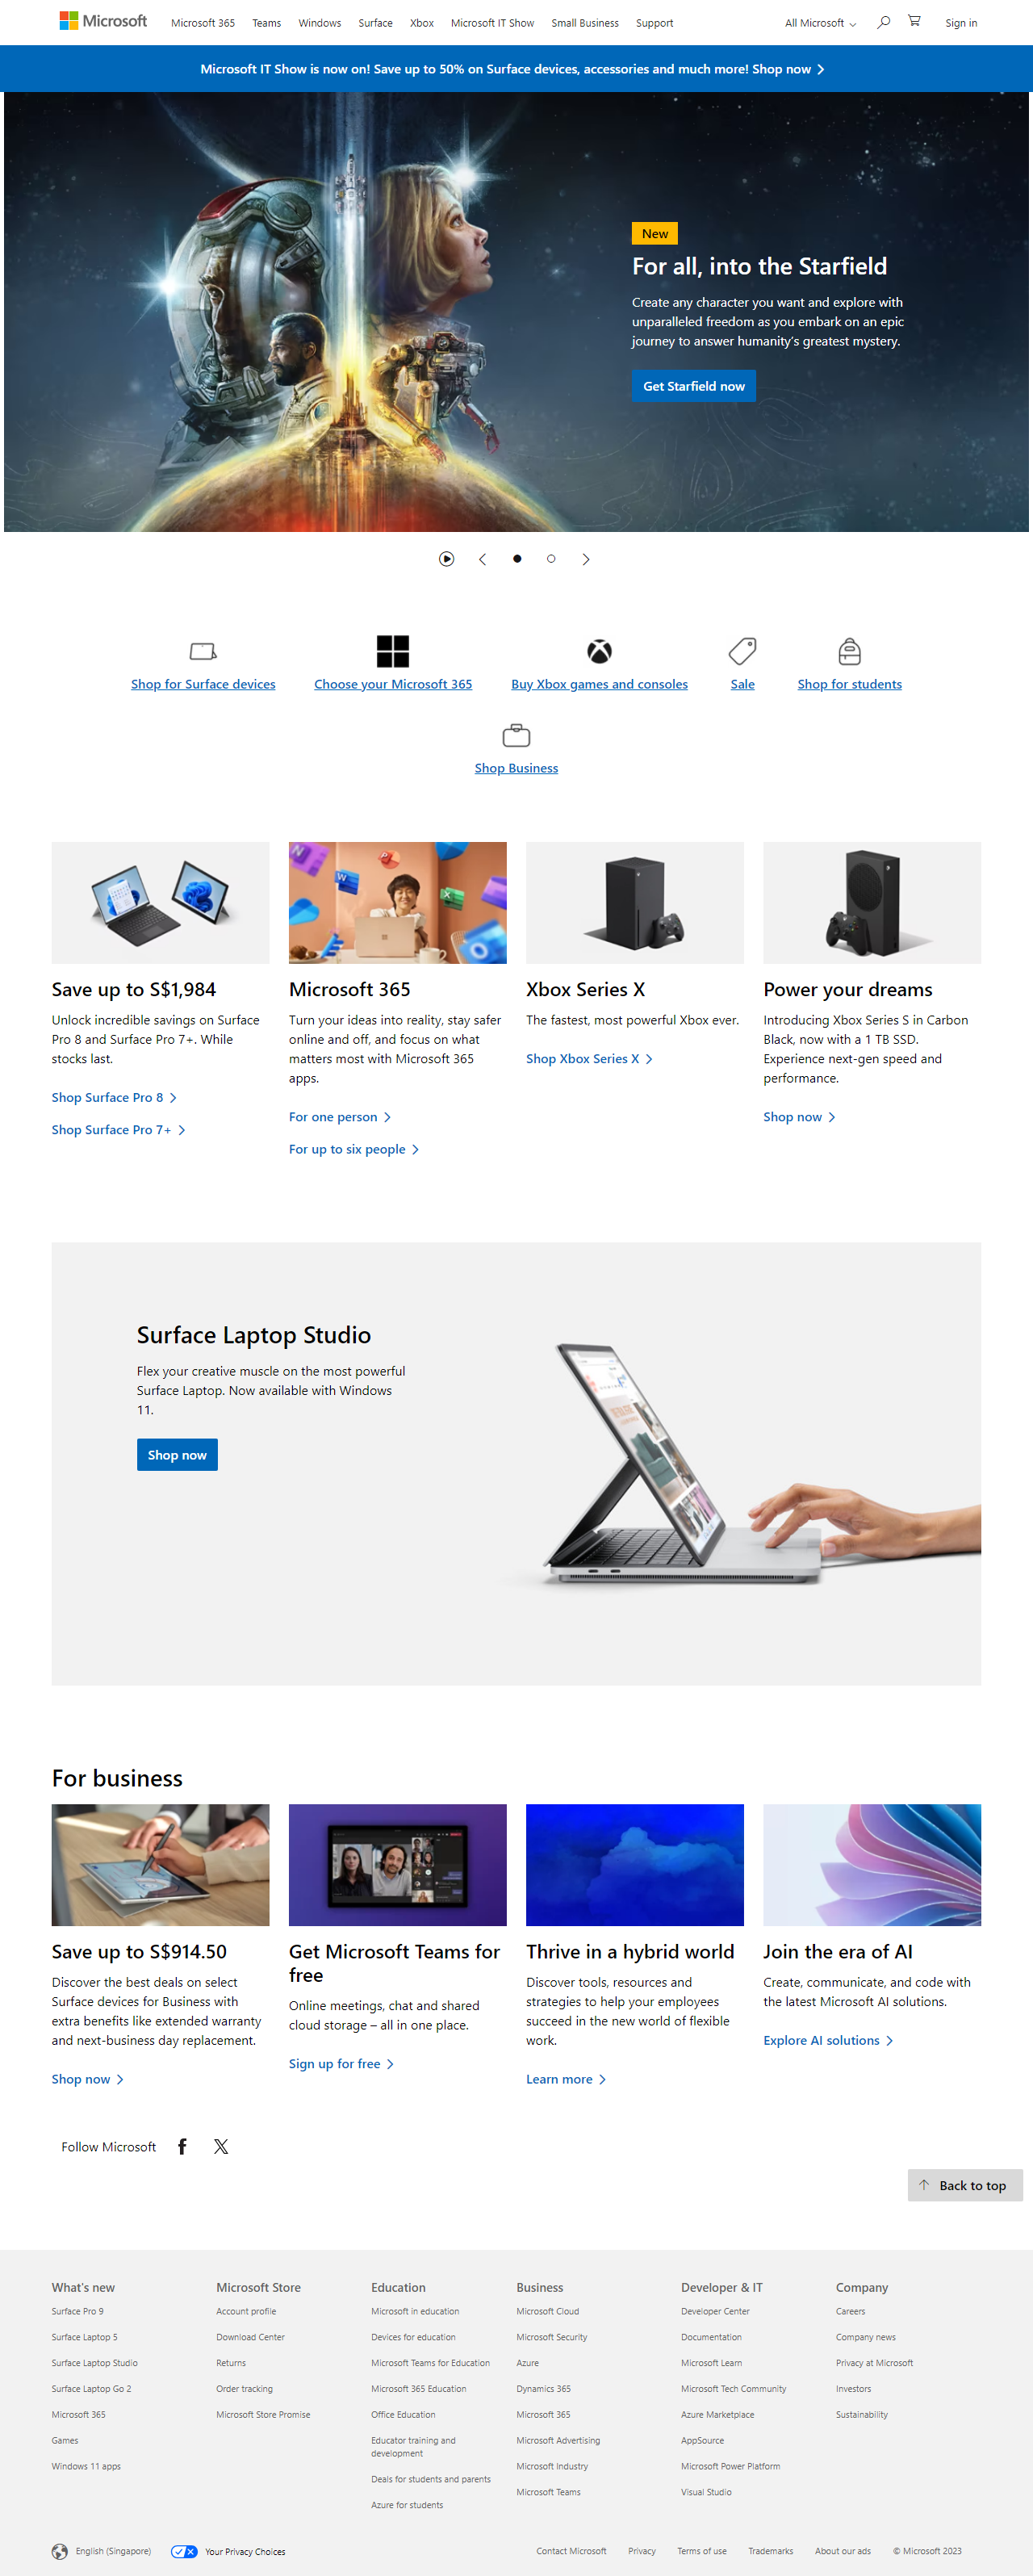 Microsoft
Microsoft 365
Teams
Windows
Surface
Xbox
Microsoft IT Show
Small Business
Support
All Microsoft
Sign in
Microsoft IT Show is now on! Save up to 50% on Surface devices, accessories and much more! Shop now
New
For all, into the Starfield
Create any character you want and explore with
unparalleled freedom as you embark on an epic
journey to answer humanity's greatest mystery.
Get Starfield now
Shop for Surface devices
Choose your Microsoft 365
Buy Xbox games and consoles
Sale
Shop for students
Shop Business
Save up to S$1,984
Unlock incredible savings on Surface
Pro 8 and Surface Pro 7+. While
stocks last.
Shop Surface Pro 8
Shop Surface Pro 7+
Microsoft 365
Turn your ideas into reality, stay safer
online and off, and focus on what
matters most with Microsoft 365
apps.
For one person
For up to six people
Xbox Series X
The fastest, most powerful Xbox ever.
Shop Xbox Series X
Power your dreams
Introducing Xbox Series S in Carbon
Black, now with a 1 TB SSD.
Experience next-gen speed and
performance.
Shop now
Surface Laptop Studio
Flex your creative muscle on the most powerful
Surface Laptop. Now available with Windows
11.
Shop now
For business
Save up to S$914.50
Discover the best deals on select
Surface devices for Business with
extra benefits like extended warranty
and next-business day replacement.
Shop now
Get Microsoft Teams for
free
Online meetings, chat and shared
cloud storage – all in one place.
Sign up for free
Thrive in a hybrid world
Discover tools, resources and
strategies to help your employees
succeed in the new world of flexible
work.
Learn more
Join the era of AI
Create, communicate, and code with
the latest Microsoft AI solutions.
Explore AI solutions
Follow Microsoft
Back to top
What's new
Surface Pro 9
Surface Laptop 5
Surface Laptop Studio
Surface Laptop Go 2
Microsoft 365
Games
Windows 11 apps
Microsoft Store
Account profile
Download Center
Returns
Order tracking
Microsoft Store Promise
Education
Microsoft in education
Devices for education
Microsoft Teams for Education
Microsoft 365 Education
Office Education
Educator training and
development
Deals for students and parents
Azure for students
Business
Microsoft Cloud
Microsoft Security
Azure
Dynamics 365
Microsoft 365
Microsoft Advertising
Microsoft Industry
Microsoft Teams
Developer & IT
Developer Center
Documentation
Microsoft Learn
Microsoft Tech Community
Azure Marketplace
AppSource
Microsoft Power Platform
Visual Studio
Company
Careers
Company news
Privacy at Microsoft
Investors
Sustainability
English (Singapore)
Your Privacy Choices
Contact Microsoft
Privacy
Terms of use
Trademarks
About our ads
© Microsoft 2023